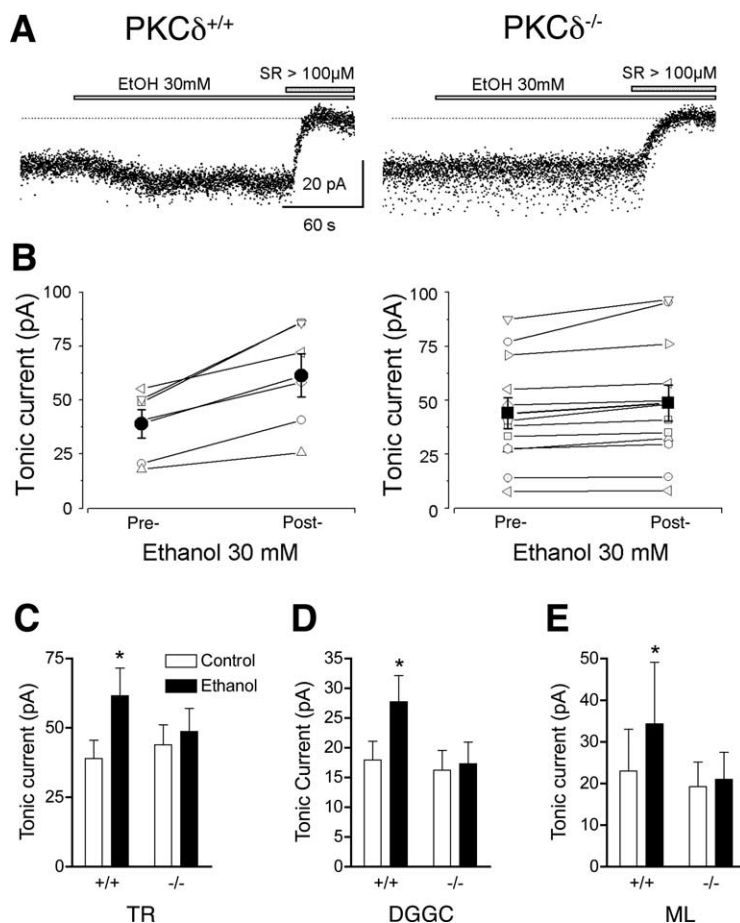 A
PKCδ+/+
PKCδ-/-
SR > 100µM
EtOH 30mM
20 pA
60 s
SR > 100µM
EtOH 30mM
B
Tonic current (pA)
100
75
50
25
0
Pre-
Post-
Ethanol 30 mM
Tonic current (pA)
100
75
50
25
0
Pre-
Post-
Ethanol 30 mM
C
Tonic current (pA)
75
50
25
0
*
Control
Ethanol
+/+
-/-
TR
D
Tonic Current (pA)
35
30
25
20
15
10
5
0
*
+/+
-/-
DGGC
E
Tonic current (pA)
50
40
30
20
10
0
*
+/+
-/-
ML